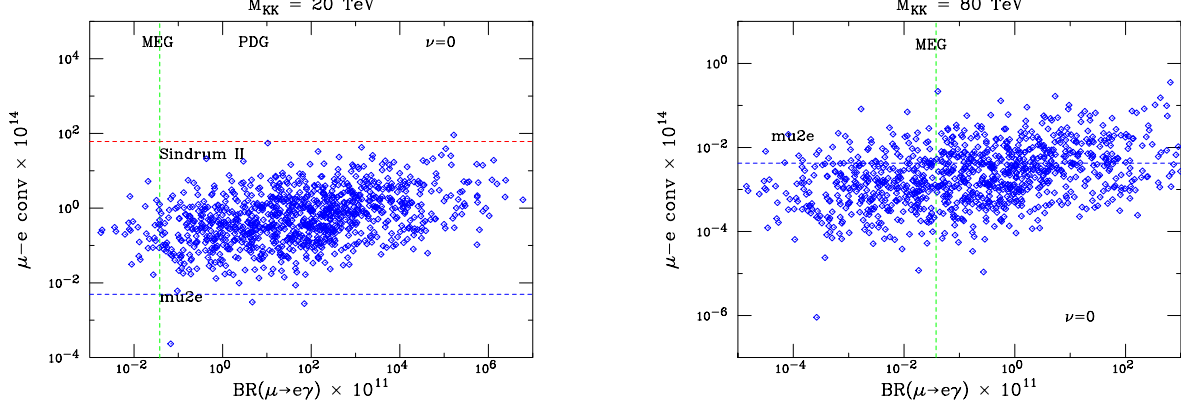 M_KK = 20 TeV
MEG PDG ν=0
10^4
10^2
10^0
10^−2
10^−4
Sindrum II
mu2e
μ−e conv × 10^14
10^−2 10^0 10^2 10^4 10^6
BR(μ→eγ) × 10^11
M_KK = 80 TeV
MEG
10^0
10^−2
10^−4
10^−6
mu2e
ν=0
μ−e conv × 10^14
10^−4 10^−2 10^0 10^2
BR(μ→eγ) × 10^11